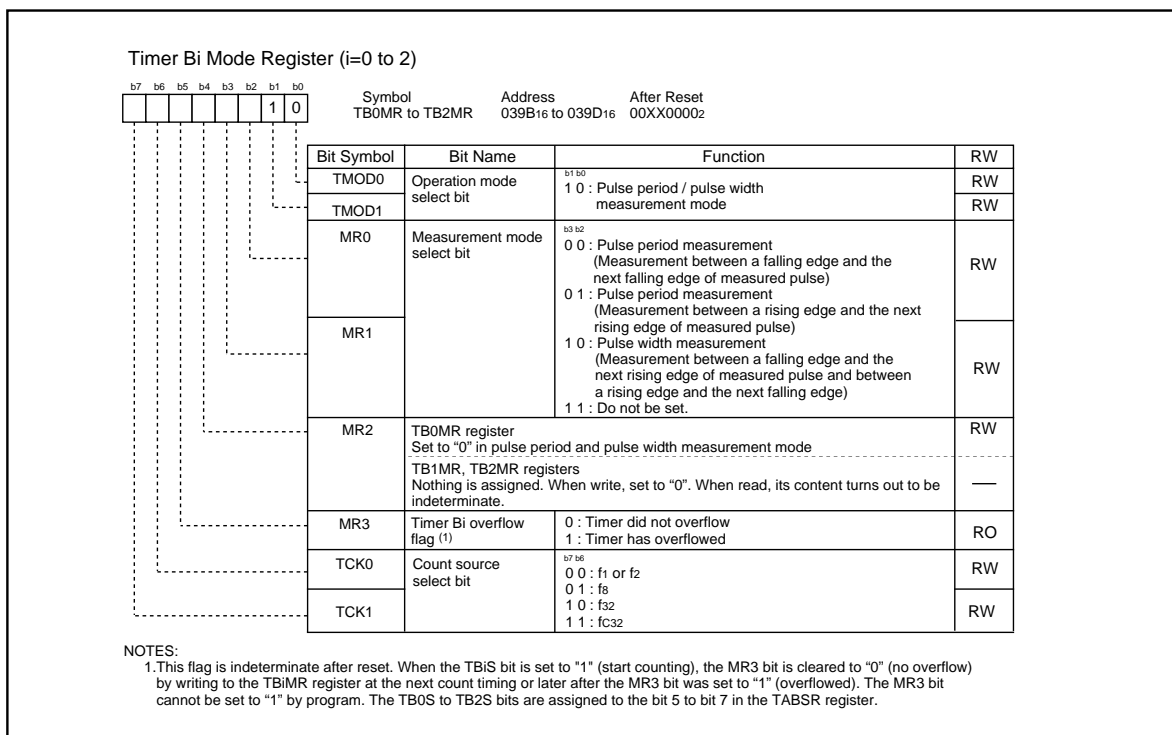 Timer Bi Mode Register (i=0 to 2)
b7 b6 b5 b4 b3 b2 b1 b0
1 0
Symbol Address After Reset
TB0MR to TB2MR 039B16 to 039D16 00XX00002
Bit Symbol Bit Name Function RW
TMOD0 Operation mode select bit b1 b0 RW
1 0 : Pulse period / pulse width
measurement mode
TMOD1 RW
MR0 Measurement mode select bit b3 b2 RW
0 0 : Pulse period measurement
(Measurement between a falling edge and the
next falling edge of measured pulse)
0 1 : Pulse period measurement
(Measurement between a rising edge and the next
rising edge of measured pulse)
MR1 RW
1 0 : Pulse width measurement
(Measurement between a falling edge and the
next rising edge of measured pulse and between
a rising edge and the next falling edge)
1 1 : Do not be set.
MR2 TB0MR register RW
Set to “0” in pulse period and pulse width measurement mode
TB1MR, TB2MR registers —
Nothing is assigned. When write, set to “0”. When read, its content turns out to be
indeterminate.
MR3 Timer Bi overflow flag (1) 0 : Timer did not overflow RO
1 : Timer has overflowed
TCK0 Count source select bit b7 b6 RW
0 0 : f1 or f2
0 1 : f8
TCK1 1 0 : f32 RW
1 1 : fC32
NOTES:
1.This flag is indeterminate after reset. When the TBiS bit is set to "1" (start counting), the MR3 bit is cleared to “0” (no overflow)
by writing to the TBiMR register at the next count timing or later after the MR3 bit was set to “1” (overflowed). The MR3 bit
cannot be set to “1” by program. The TB0S to TB2S bits are assigned to the bit 5 to bit 7 in the TABSR register.